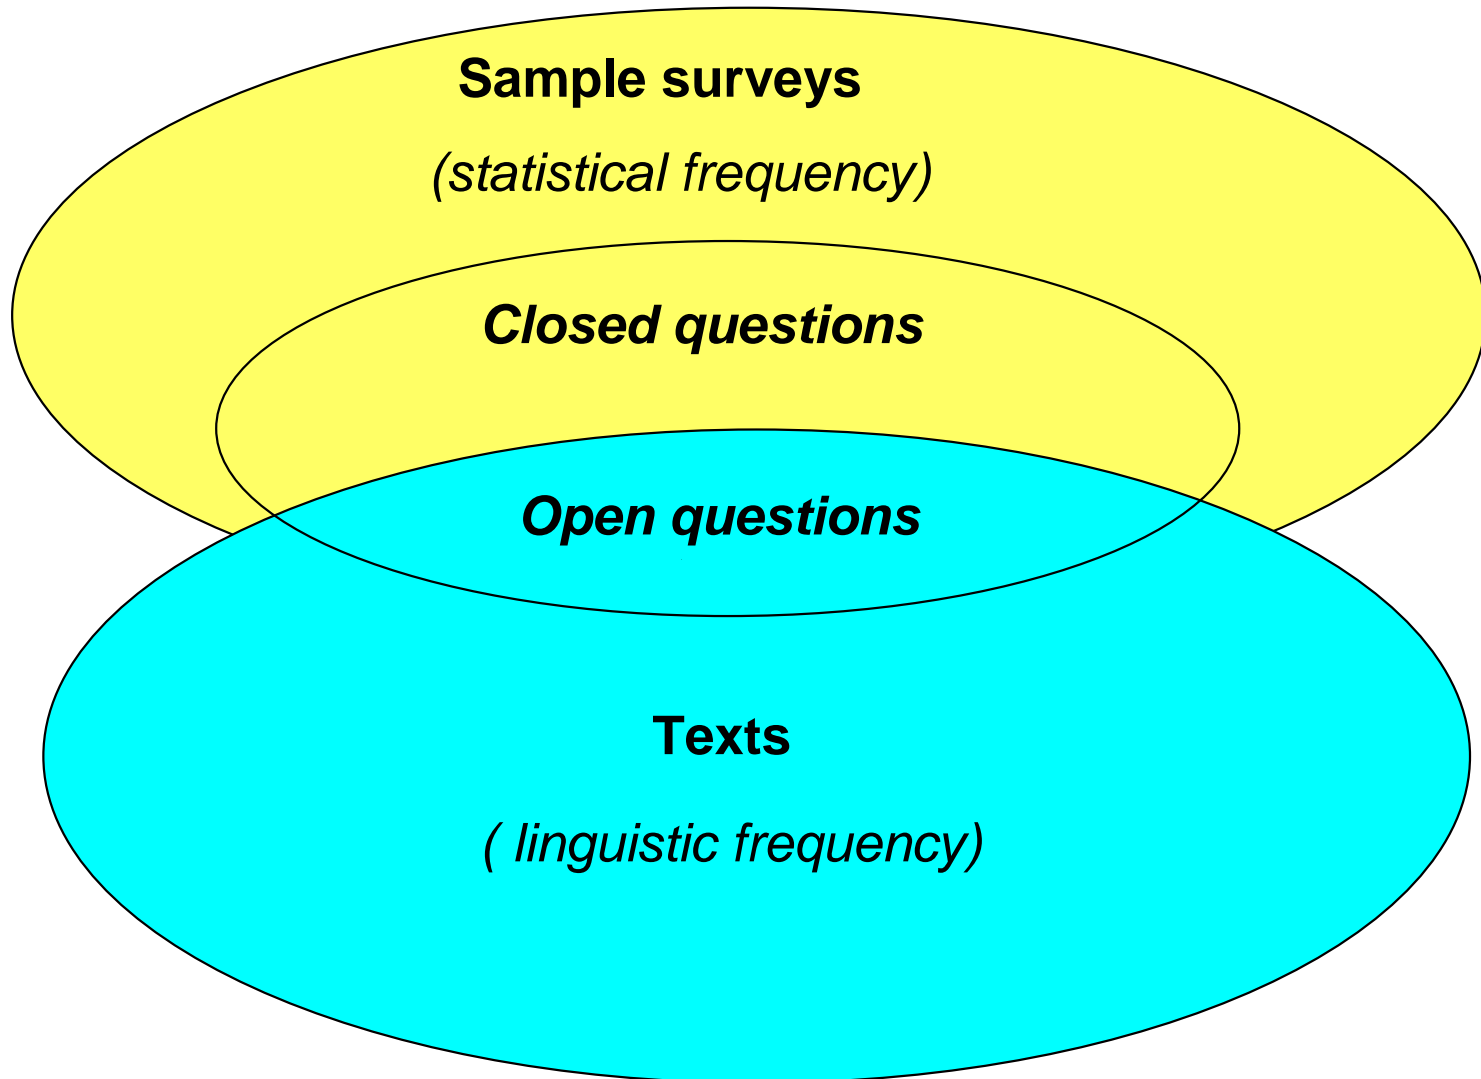 Sample surveys
(statistical frequency)
Closed questions
Open questions
Texts
( linguistic frequency)